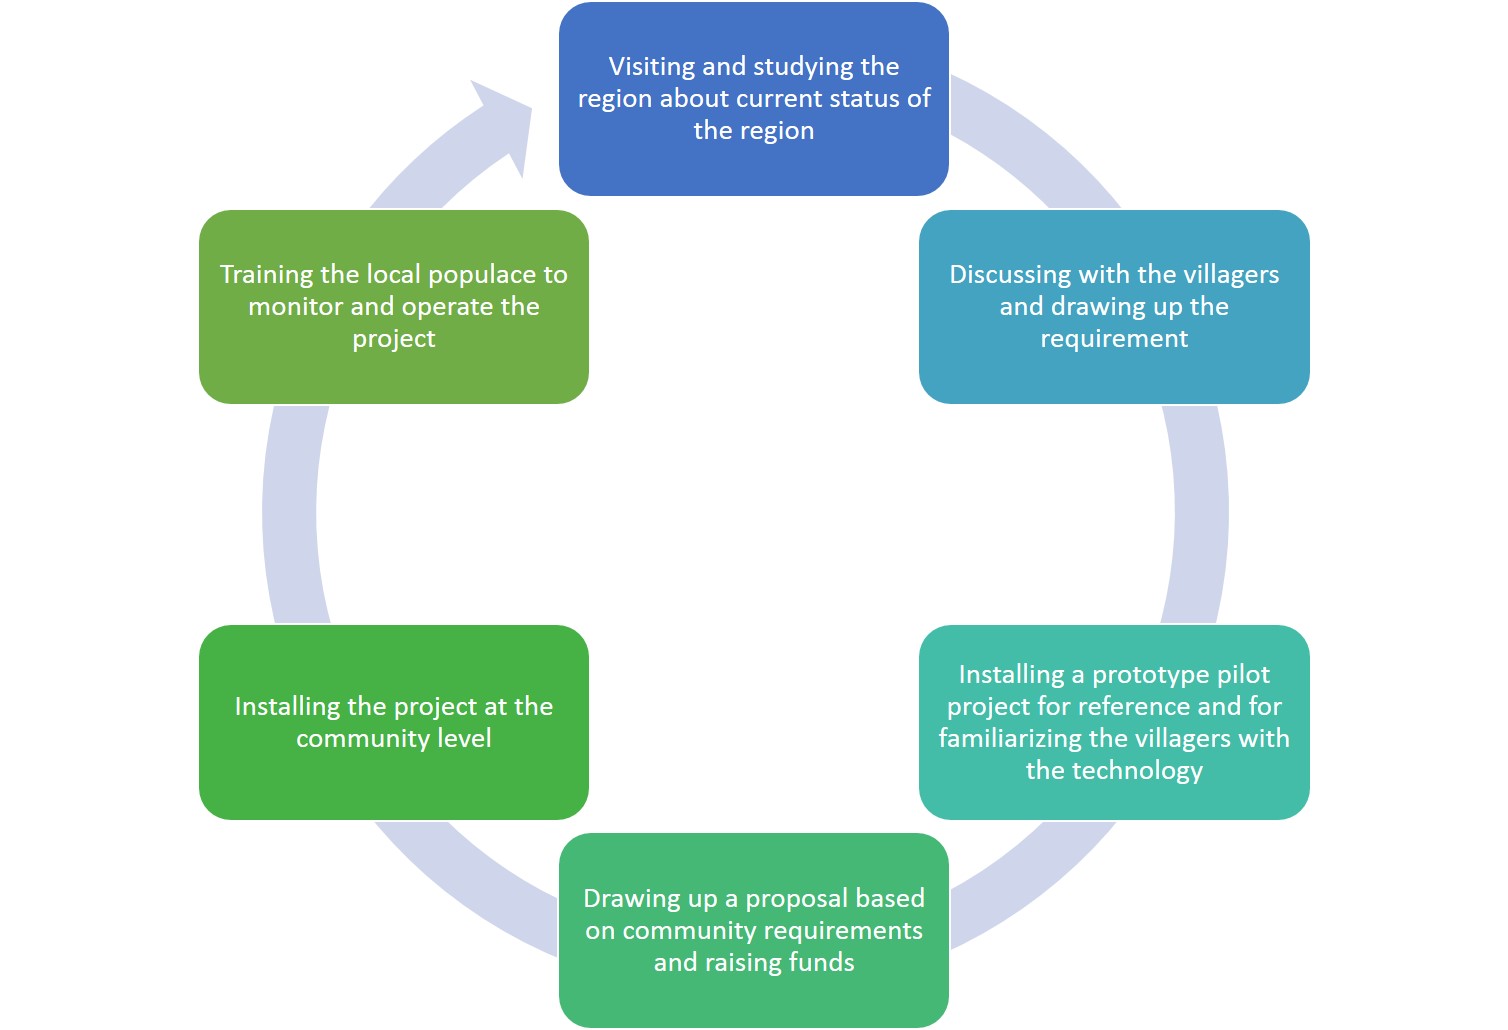 Visiting and studying the
region about current status of
the region
Discussing with the villagers
and drawing up the
requirement
Installing a prototype pilot
project for reference and for
familiarizing the villagers with
the technology
Drawing up a proposal based
on community requirements
and raising funds
Installing the project at the
community level
Training the local populace to
monitor and operate the
project